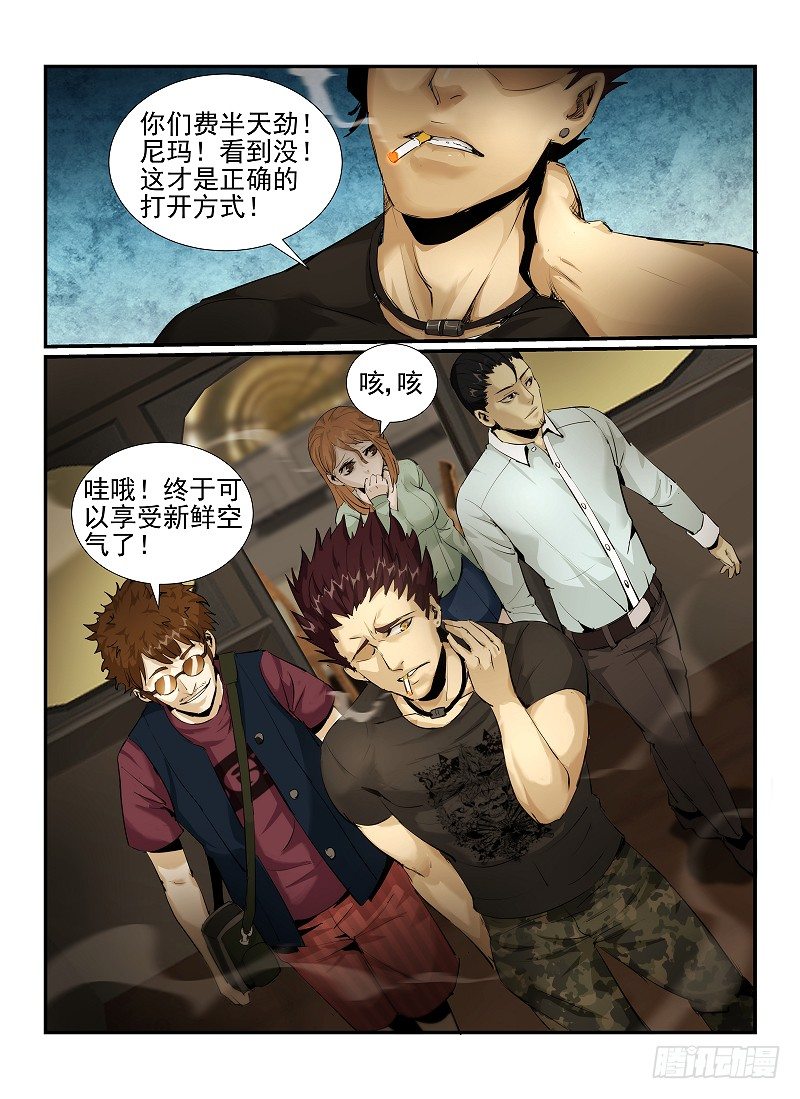 你们费半天劲！
尼玛！看到没！
这才是正确的
打开方式！
咳,咳
哇哦！终于可
以享受新鲜空
气了！
腾讯动漫